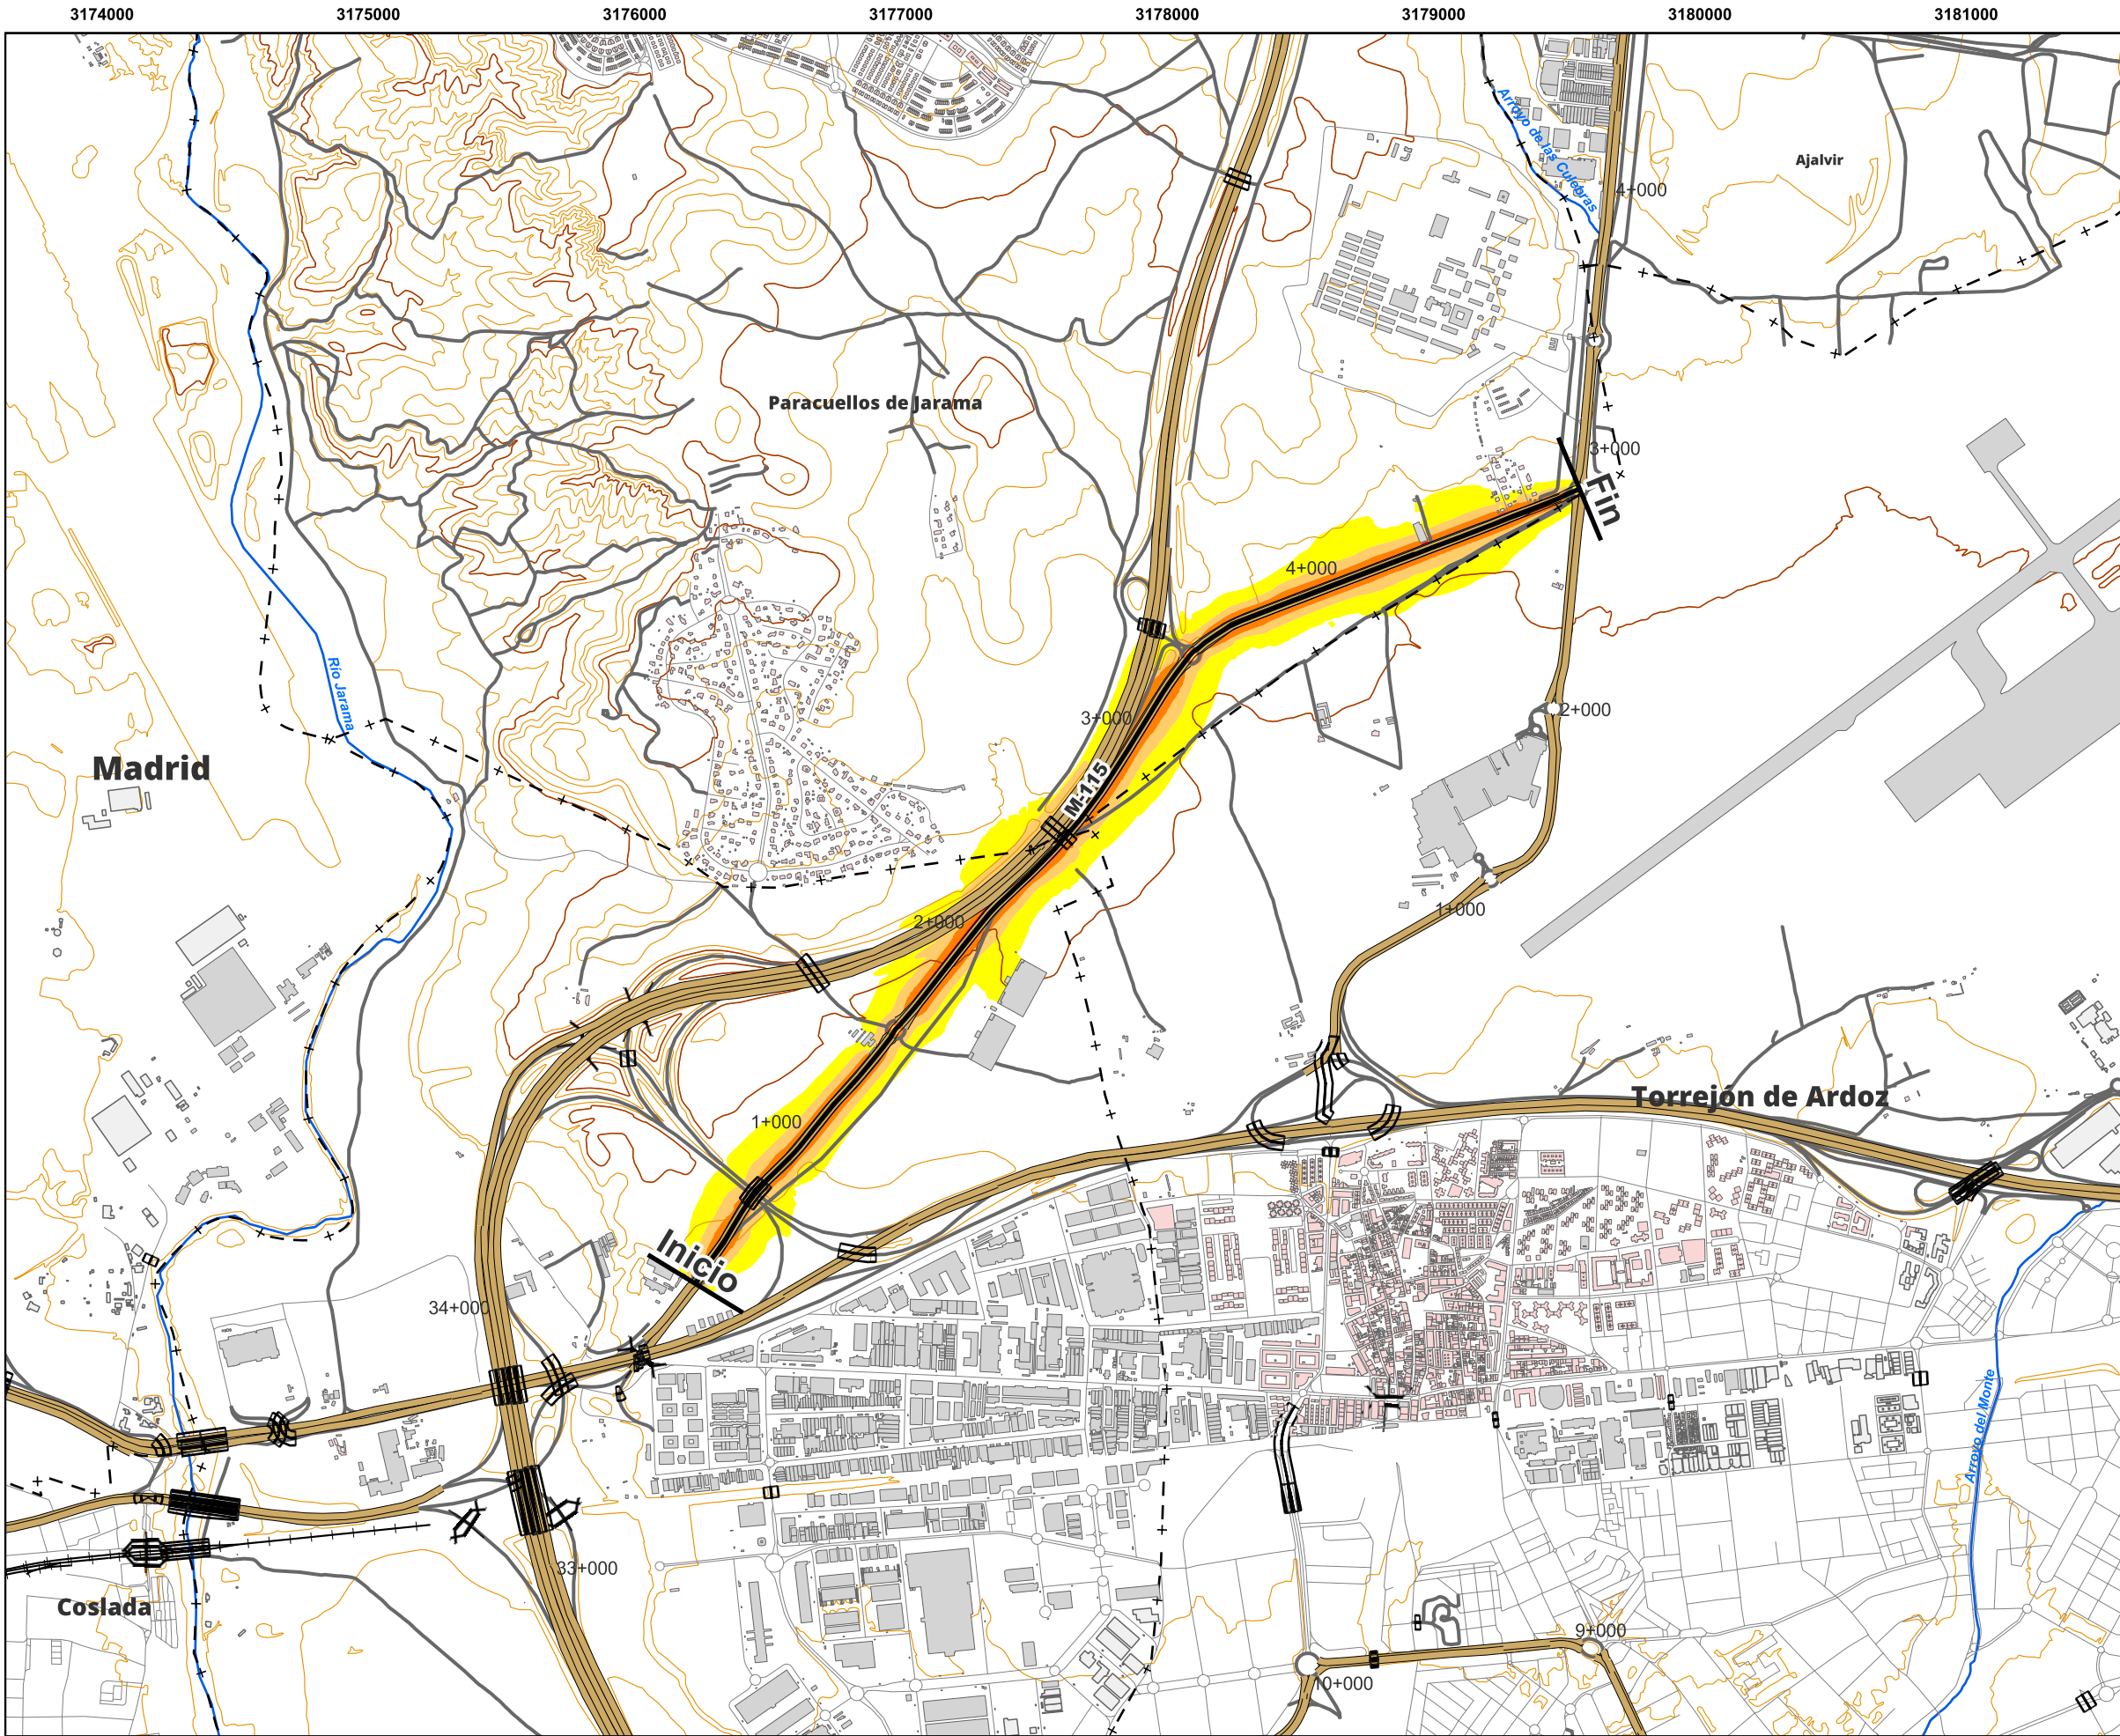 3174000 3175000 3176000 3177000 3178000 3179000 3180000 3181000
Arroyo de las Culebras
Ajalvir
4+000
Paracuellos de Jarama
3+000
Fin
4+000
Río Jarama
3+000
2+000
Madrid
M-115
2+000
1+000
Torrejón de Ardoz
1+000
Inicio
34+000
Arroyo del Monte
33+000
Coslada
9+000
10+000